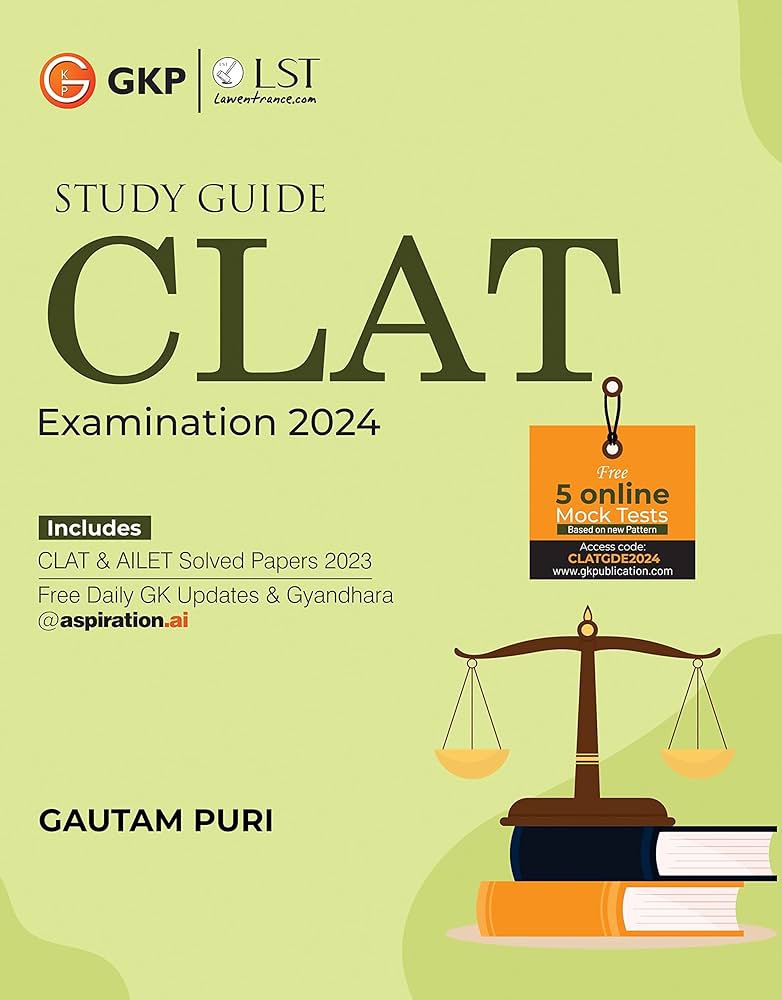 GKP
GKP
LST
Lawentrance.com
STUDY GUIDE
CLAT
Examination 2024
Includes
CLAT & AILET Solved Papers 2023
Free Daily GK Updates & Gyandhara
@aspiration.ai
Free
5 online
Mock Tests
Based on new Pattern
Access code:
CLATGDE2024
www.gkpublication.com
GAUTAM PURI